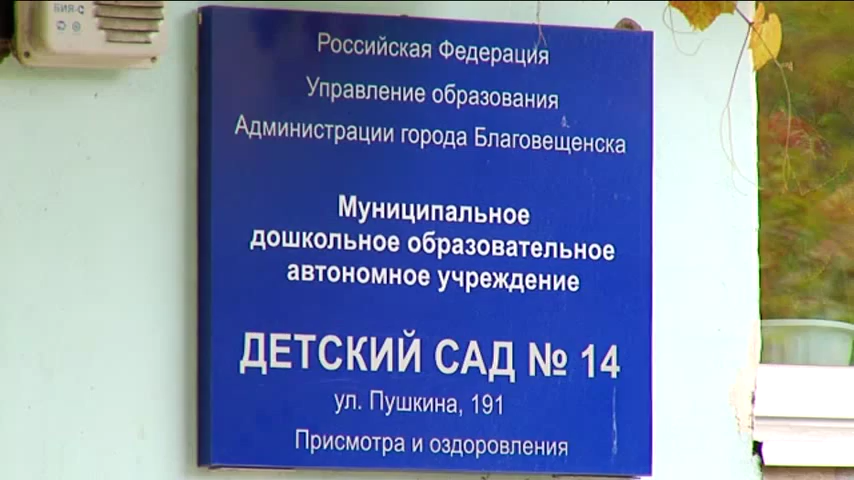 БИЯ-С
Российская Федерация
Управление образования
Администрации города Благовещенска
Муниципальное
дошкольное образовательное
автономное учреждение
ДЕТСКИЙ САД № 14
ул. Пушкина, 191
Присмотра и оздоровления